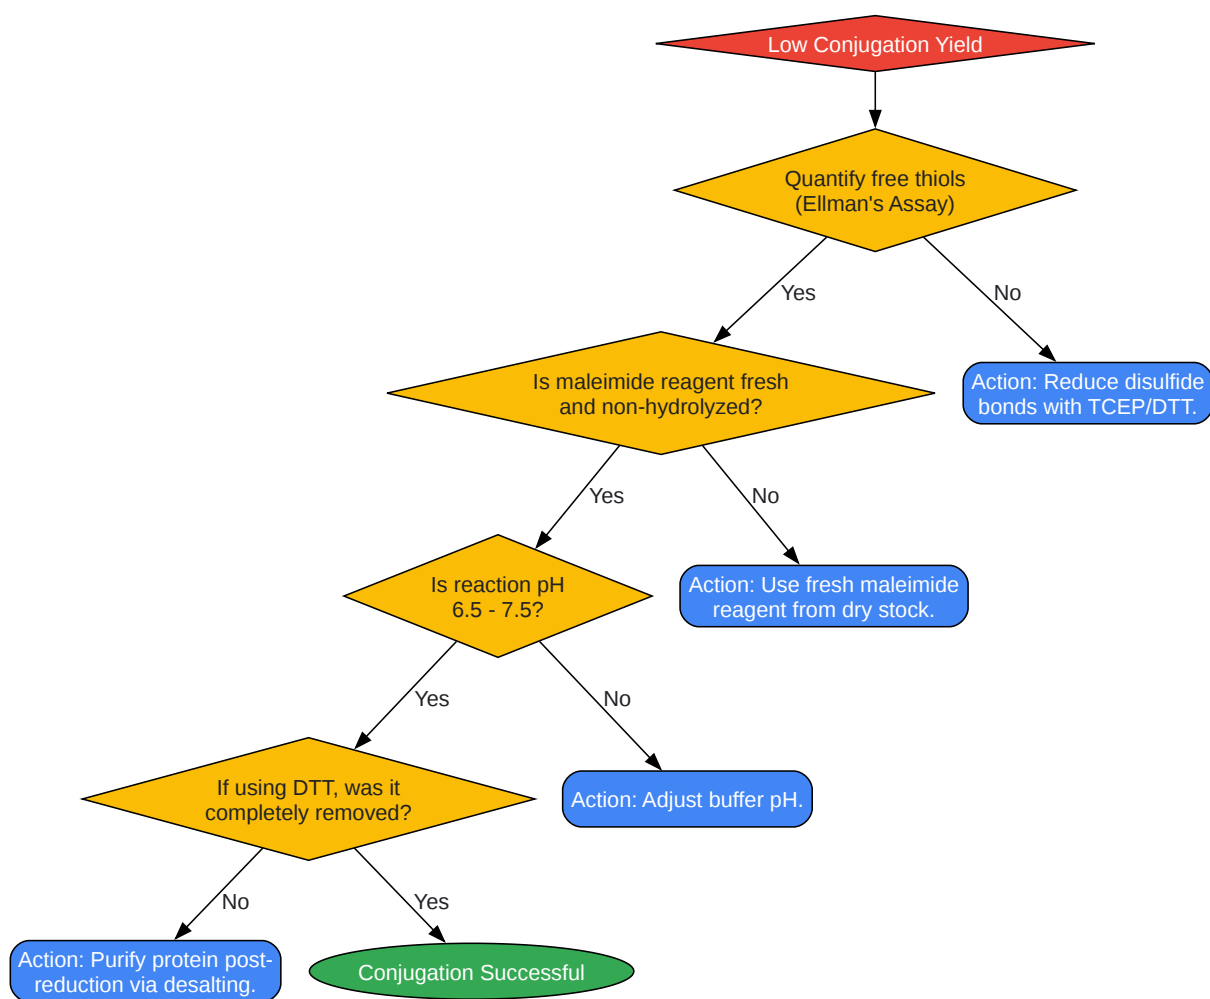 Low Conjugation Yield
Quantify free thiols
(Ellman's Assay)
Yes
No
Is maleimide reagent fresh
and non-hydrolyzed?
Action: Reduce disulfide
bonds with TCEP/DTT.
Yes
No
Is reaction pH
6.5 - 7.5?
Action: Use fresh maleimide
reagent from dry stock.
Yes
No
If using DTT, was it
completely removed?
Action: Adjust buffer pH.
No
Yes
Action: Purify protein post-
reduction via desalting.
Conjugation Successful